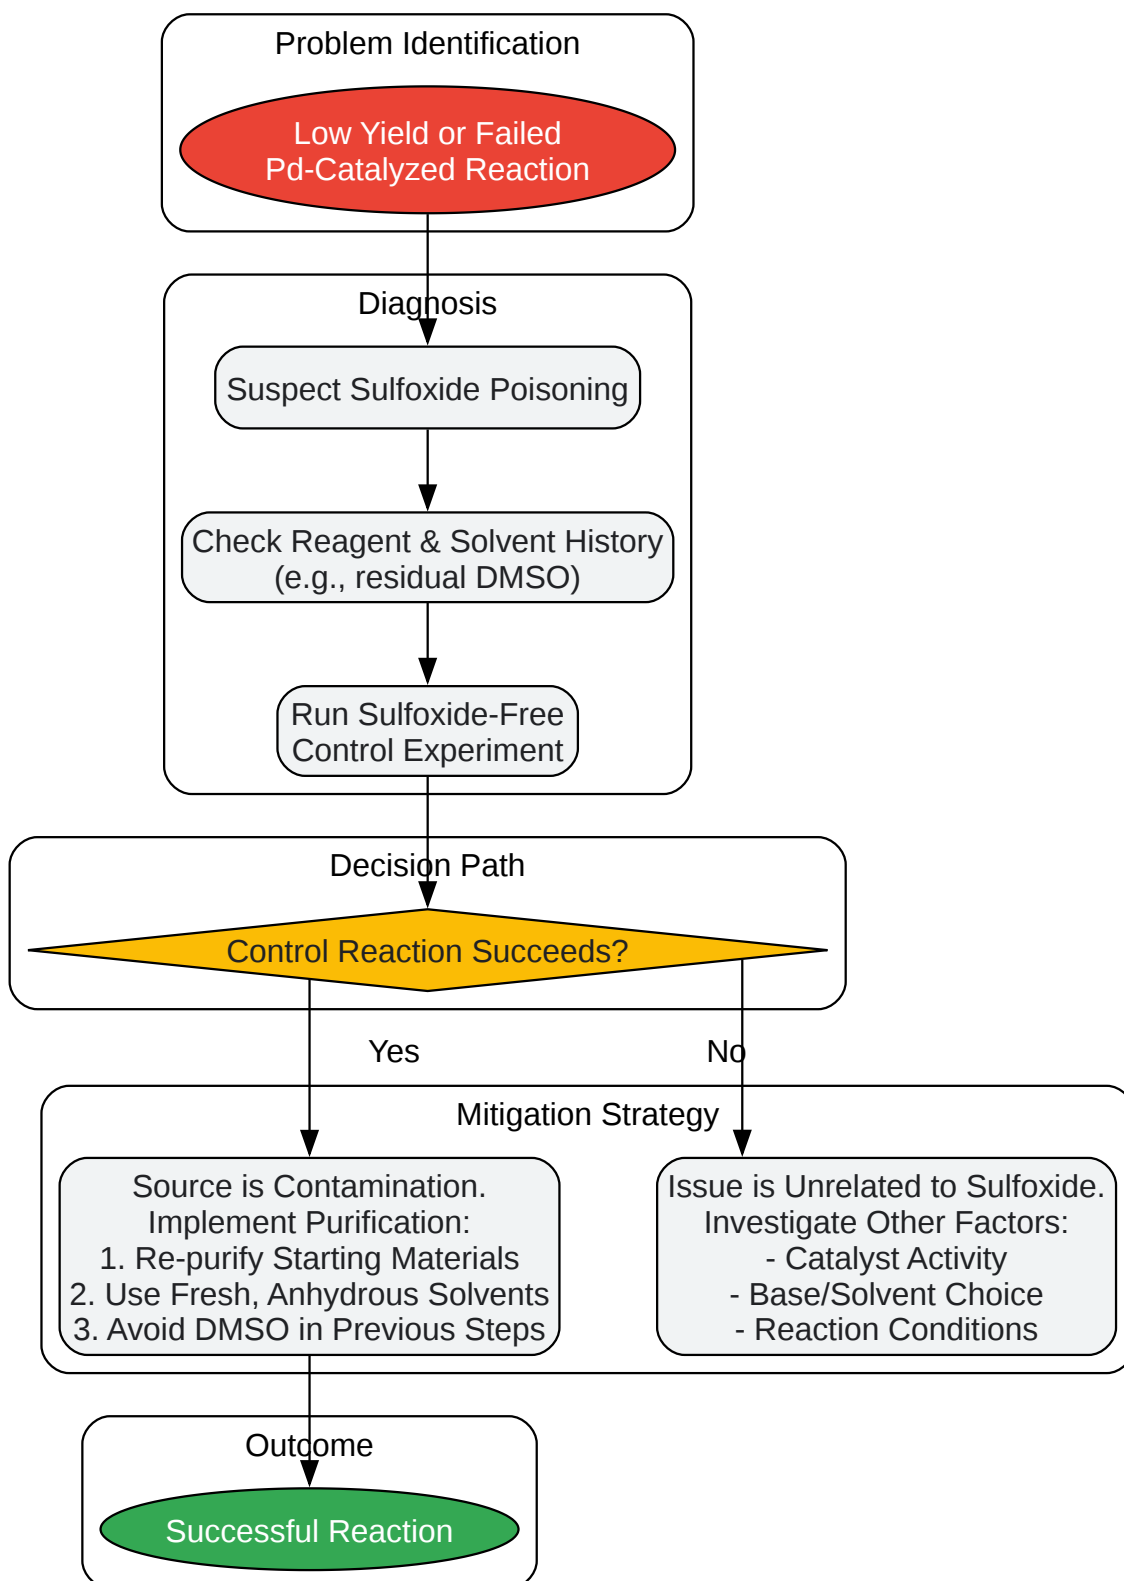 Problem Identification
Low Yield or Failed
Pd-Catalyzed Reaction
Diagnosis
Suspect Sulfoxide Poisoning
Check Reagent & Solvent History
(e.g., residual DMSO)
Run Sulfoxide-Free
Control Experiment
Decision Path
Control Reaction Succeeds?
Yes
No
Mitigation Strategy
Source is Contamination.
Implement Purification:
1. Re-purify Starting Materials
2. Use Fresh, Anhydrous Solvents
3. Avoid DMSO in Previous Steps
Issue is Unrelated to Sulfoxide.
Investigate Other Factors:
- Catalyst Activity
- Base/Solvent Choice
- Reaction Conditions
Outcome
Successful Reaction